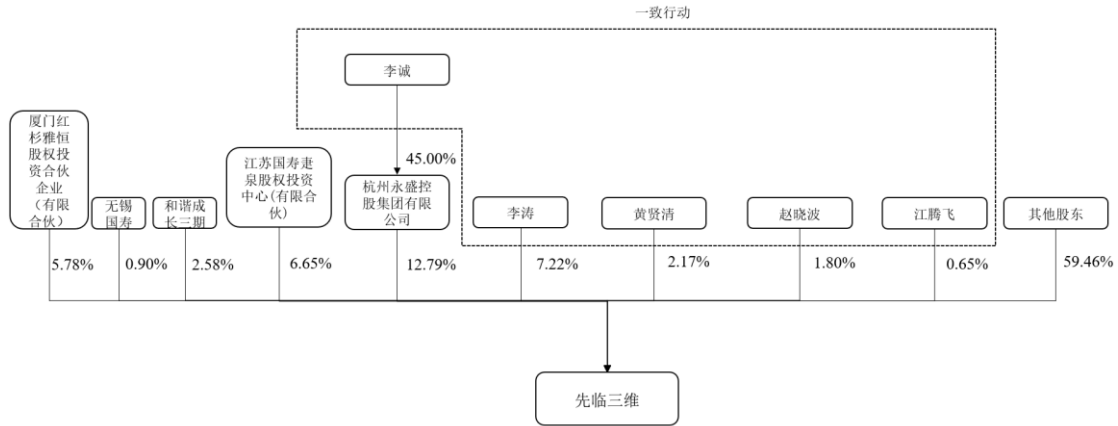 一致行动
李诚
45.00%
厦门红
杉雅恒
股权投
资合伙
企业
（有限
合伙）
无锡
国寿
和谐成
长三期
江苏国寿疌
泉股权投资
中心(有限合
伙)
杭州永盛控
股集团有限
公司
李涛
黄贤清
赵晓波
江腾飞
其他股东
5.78%
0.90%
2.58%
6.65%
12.79%
7.22%
2.17%
1.80%
0.65%
59.46%
先临三维